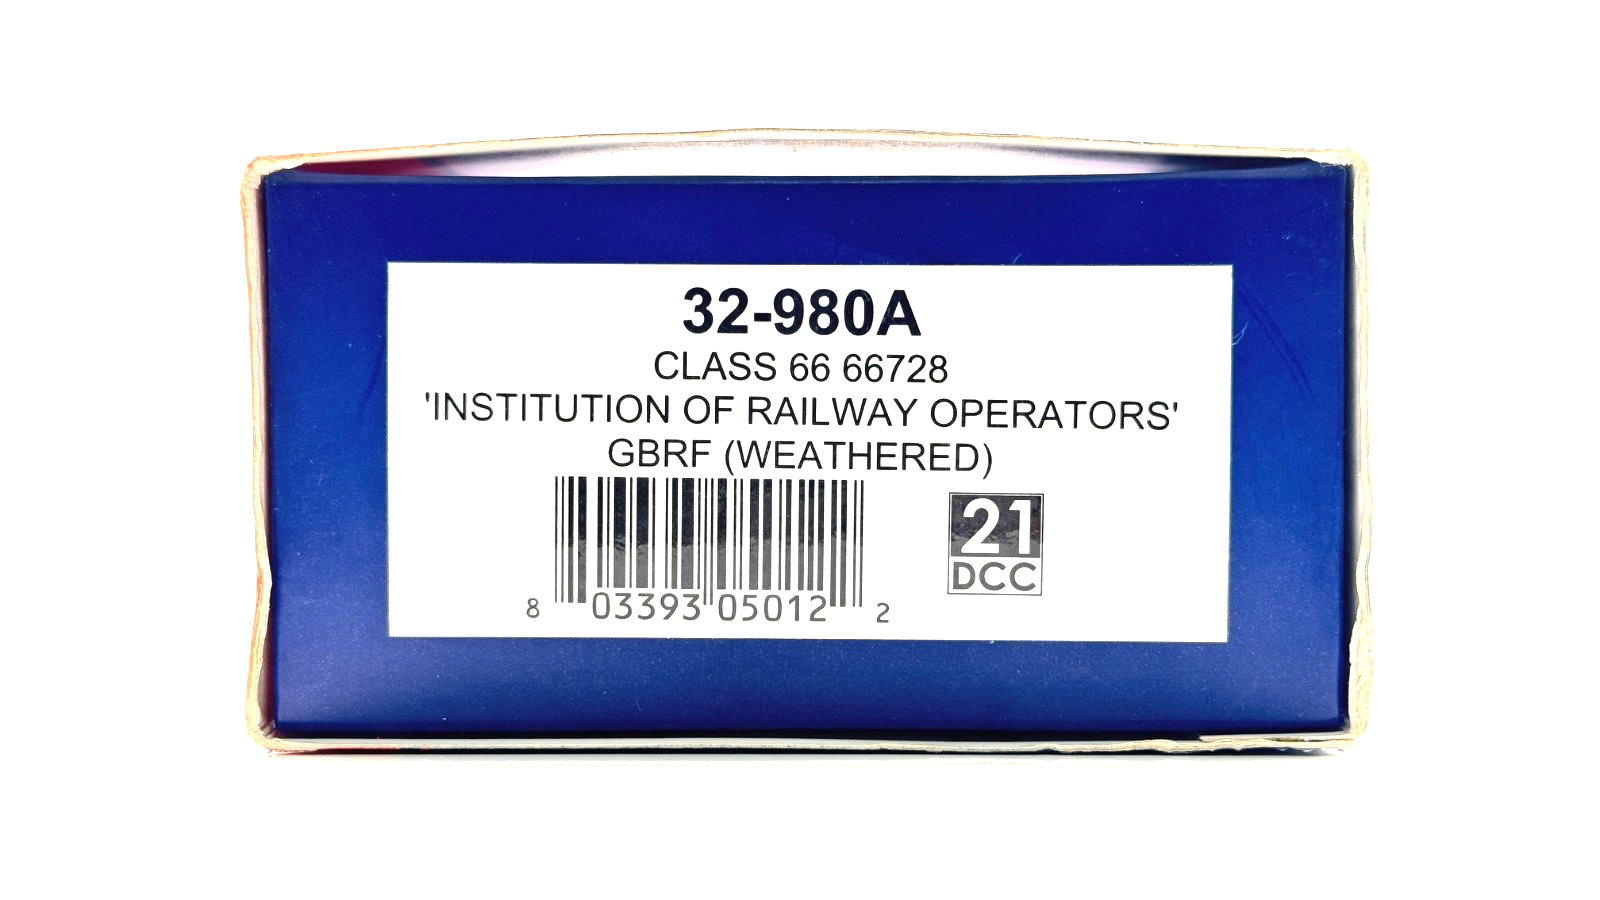 32-980A
CLASS 66 66728
'INSTITUTION OF RAILWAY OPERATORS'
GBRF (WEATHERED)
8 03393 05012 2
21
DCC